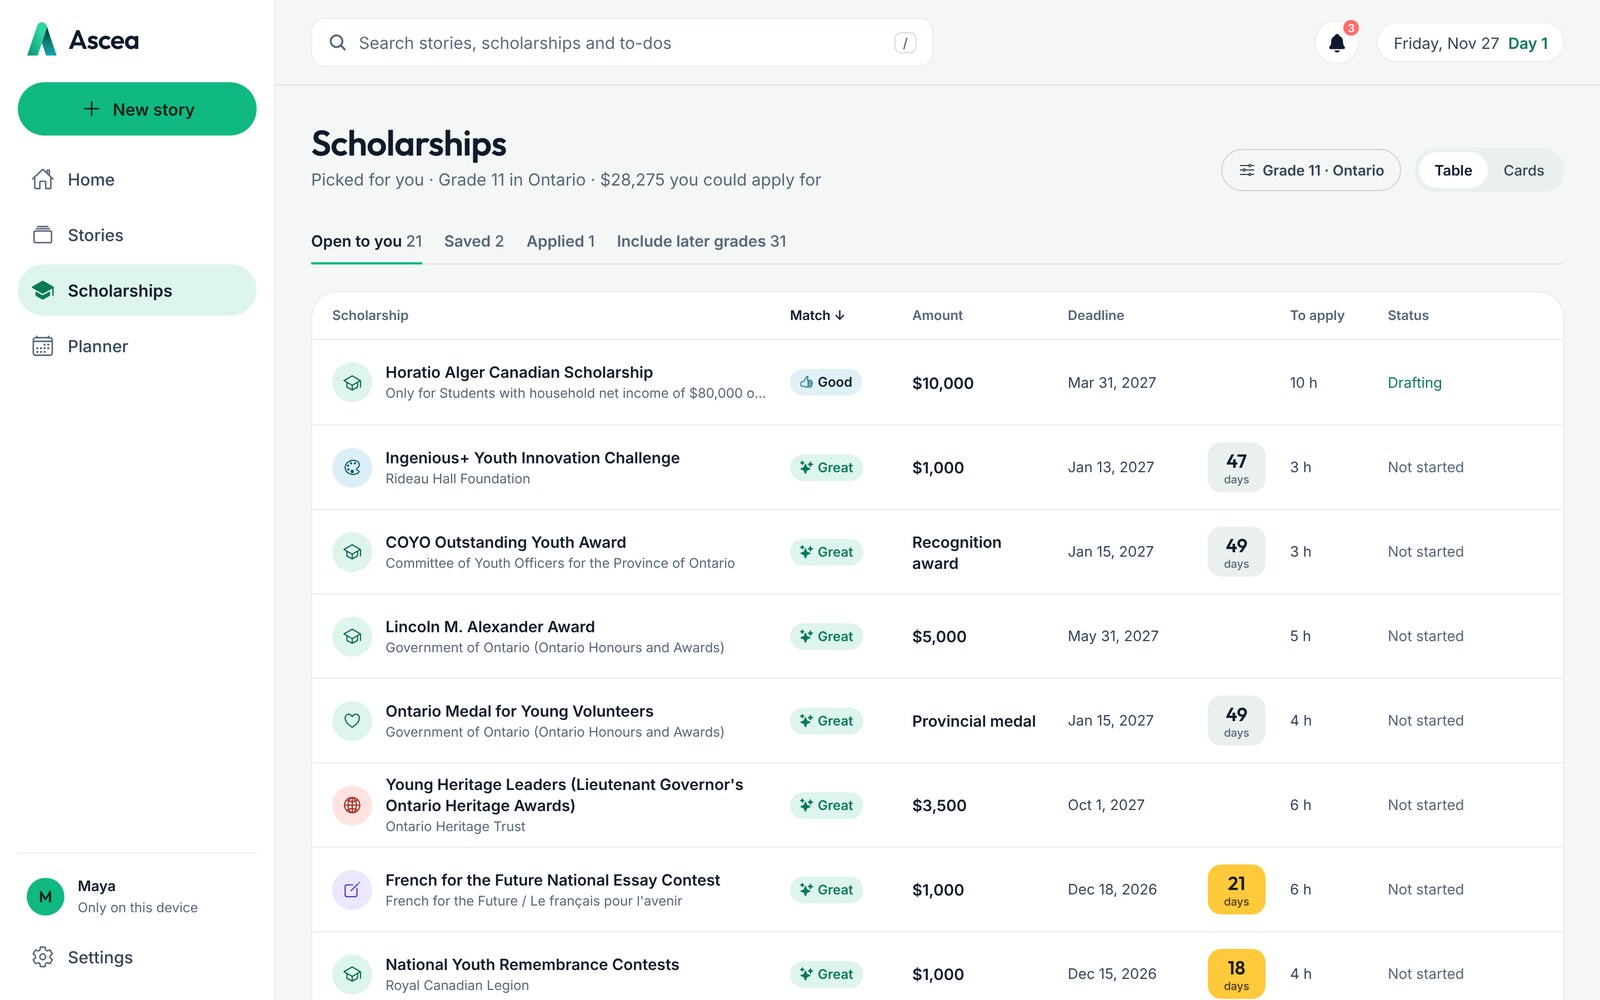 Ascea
Search stories, scholarships and to-dos
/
3
Friday, Nov 27 Day 1
New story
Home
Stories
Scholarships
Planner
Maya
M
Only on this device
Settings
Scholarships
Picked for you · Grade 11 in Ontario · $28,275 you could apply for
Grade 11 · Ontario
Table
Cards
Open to you 21
Saved 2
Applied 1
Include later grades 31
Scholarship
Match ↓
Amount
Deadline
To apply
Status
Horatio Alger Canadian Scholarship
Only for Students with household net income of $80,000 o...
Good
$10,000
Mar 31, 2027
10 h
Drafting
Ingenious+ Youth Innovation Challenge
Rideau Hall Foundation
Great
$1,000
Jan 13, 2027
47
days
3 h
Not started
COYO Outstanding Youth Award
Committee of Youth Officers for the Province of Ontario
Great
Recognition
award
Jan 15, 2027
49
days
3 h
Not started
Lincoln M. Alexander Award
Government of Ontario (Ontario Honours and Awards)
Great
$5,000
May 31, 2027
5 h
Not started
Ontario Medal for Young Volunteers
Government of Ontario (Ontario Honours and Awards)
Great
Provincial medal
Jan 15, 2027
49
days
4 h
Not started
Young Heritage Leaders (Lieutenant Governor's
Ontario Heritage Awards)
Ontario Heritage Trust
Great
$3,500
Oct 1, 2027
6 h
Not started
French for the Future National Essay Contest
French for the Future / Le français pour l'avenir
Great
$1,000
Dec 18, 2026
21
days
6 h
Not started
National Youth Remembrance Contests
Royal Canadian Legion
Great
$1,000
Dec 15, 2026
18
days
4 h
Not started